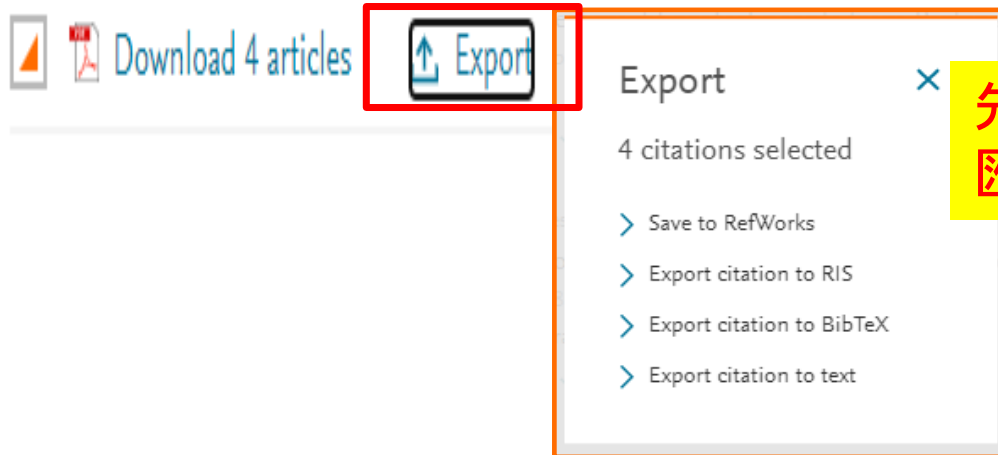 Download 4 articles
Export
Export
4 citations selected
Save to RefWorks
Export citation to RIS
Export citation to BibTeX
Export citation to text